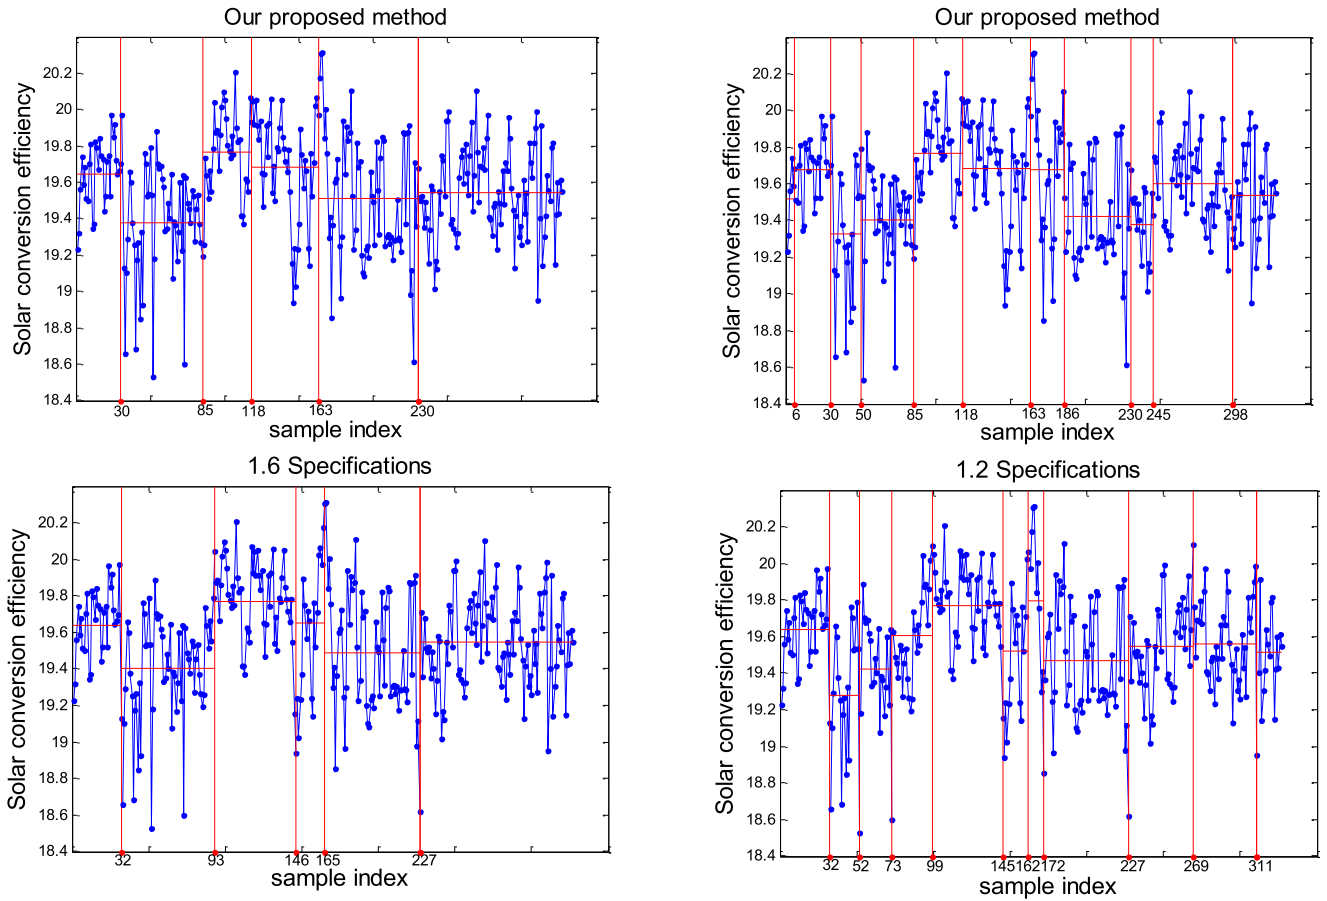 Our proposed method
Solar conversion efficiency
20.2
20
19.8
19.6
19.4
19.2
19
18.8
18.6
18.4
30 85 118 163 230
sample index
Our proposed method
Solar conversion efficiency
20.2
20
19.8
19.6
19.4
19.2
19
18.8
18.6
18.4
6 30 50 85 118 163 186 230 245 298
sample index
1.6 Specifications
Solar conversion efficiency
20.2
20
19.8
19.6
19.4
19.2
19
18.8
18.6
18.4
32 93 146 165 227
sample index
1.2 Specifications
Solar conversion efficiency
20.2
20
19.8
19.6
19.4
19.2
19
18.8
18.6
18.4
32 52 73 99 145 162 172 227 269 311
sample index